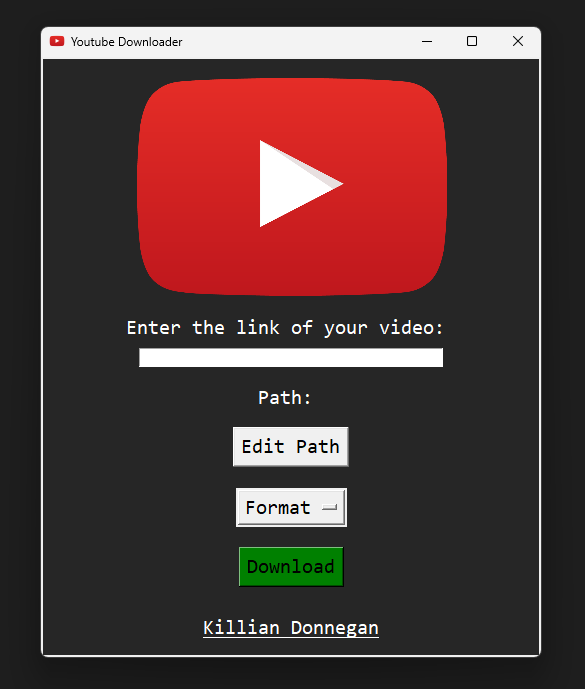 Youtube Downloader
Enter the link of your video:
Path:
Edit Path
Format
Download
Killian Donnegan